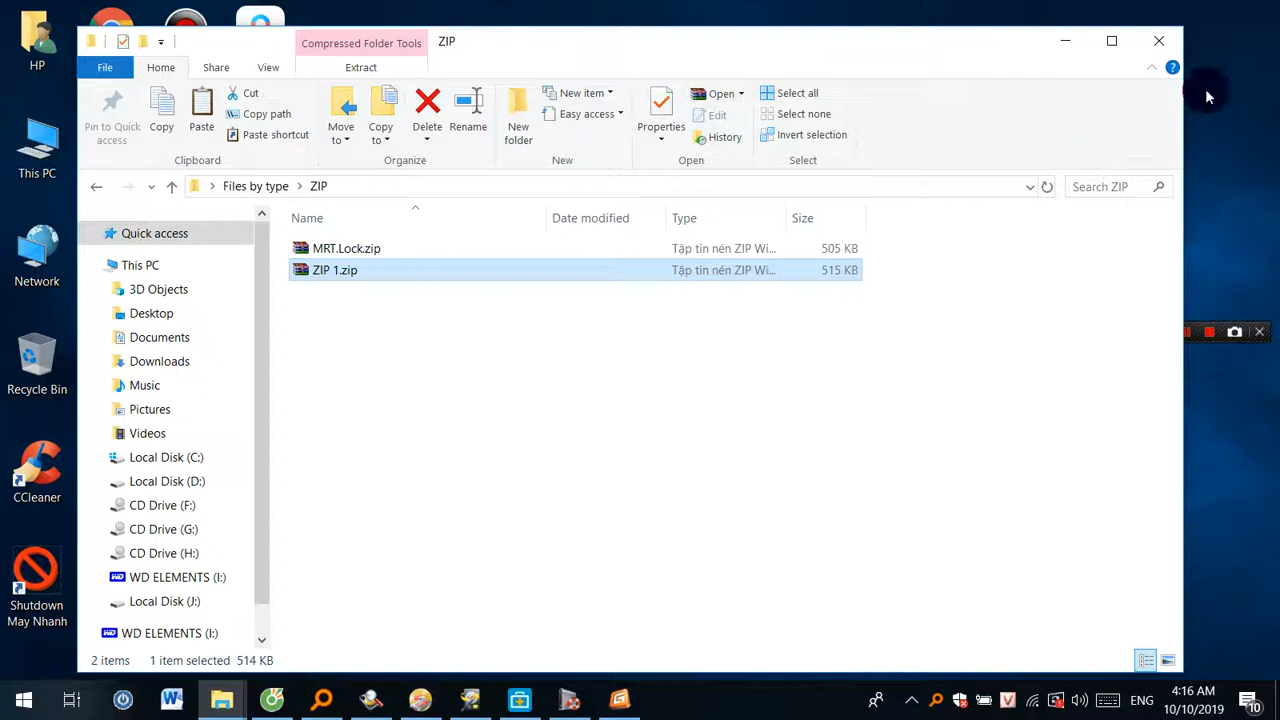 HP
This PC
Network
Recycle Bin
CCleaner
Shutdown
May Nhanh
Compressed Folder Tools
ZIP
File
Home
Share
View
Extract
Pin to Quick
access
Copy
Paste
Cut
Copy path
Paste shortcut
Clipboard
Move
to
Copy
to
Delete
Rename
Organize
New
folder
New item
Easy access
New
Properties
Open
Edit
History
Open
Select all
Select none
Invert selection
Select
Files by type
ZIP
Search ZIP
Name
Date modified
Type
Size
MRT.Lock.zip
Tập tin nén ZIP Wi...
505 KB
ZIP 1.zip
Tập tin nén ZIP Wi...
515 KB
Quick access
This PC
3D Objects
Desktop
Documents
Downloads
Music
Pictures
Videos
Local Disk (C:)
Local Disk (D:)
CD Drive (F:)
CD Drive (G:)
CD Drive (H:)
WD WD ELEMENTS (I:)
Local Disk (J:)
WD WD ELEMENTS (I:)
2 items
1 item selected 514 KB
V
ENG
4:16 AM
10/10/2019
10